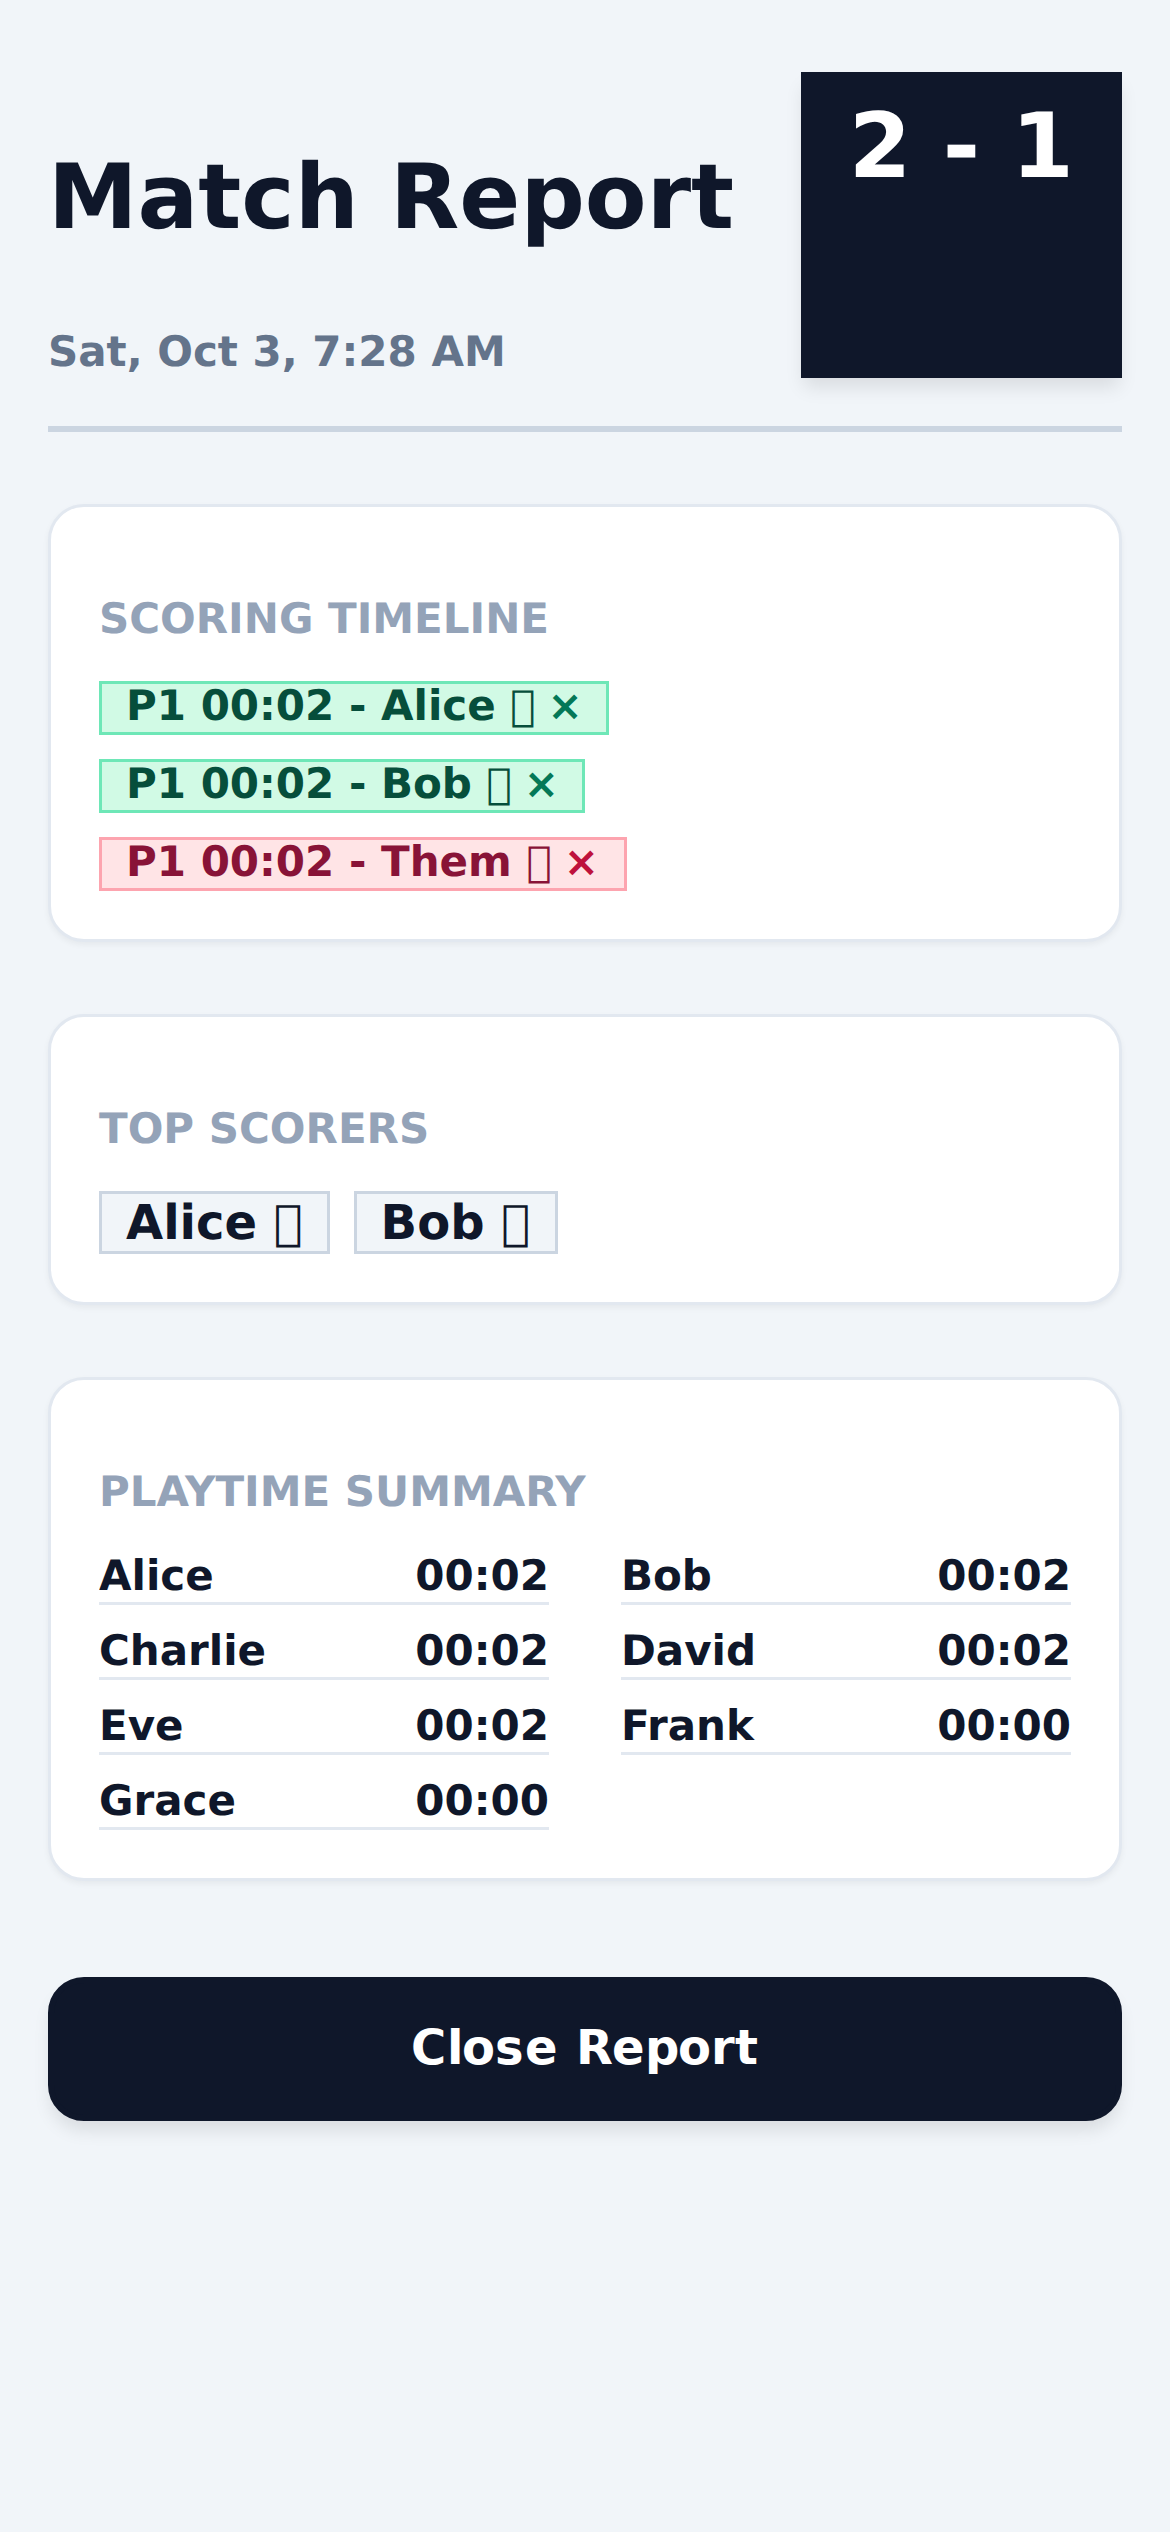 Match Report
2 - 1
Sat, Oct 3, 7:28 AM
SCORING TIMELINE
P1 00:02 - Alice ▯ ×
P1 00:02 - Bob ▯ ×
P1 00:02 - Them ▯ ×
TOP SCORERS
Alice ▯ Bob ▯
PLAYTIME SUMMARY
Alice 00:02 Bob 00:02
Charlie 00:02 David 00:02
Eve 00:02 Frank 00:00
Grace 00:00
Close Report